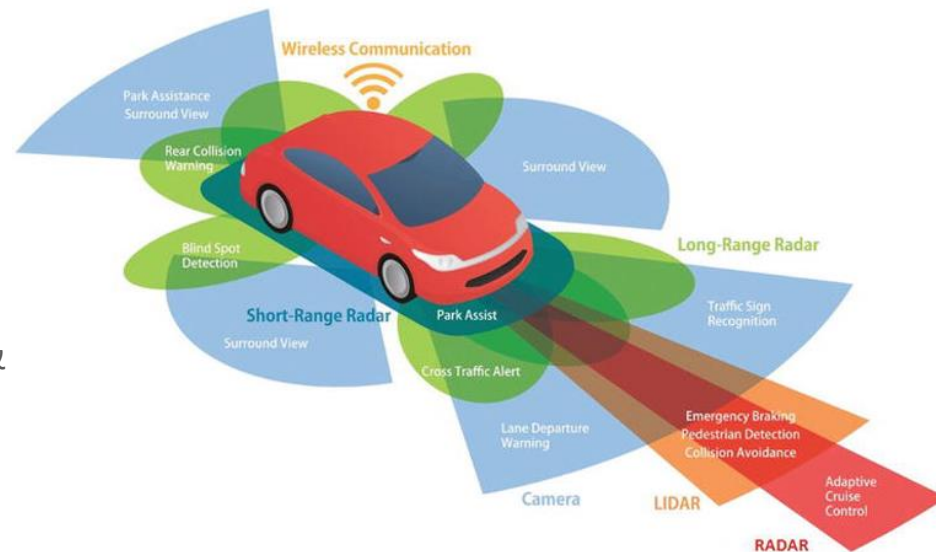 Wireless Communication
Park Assistance
Surround View
Rear Collision
Warning
Surround View
Blind Spot
Detection
Long-Range Radar
Short-Range Radar
Park Assist
Traffic Sign
Recognition
Surround View
Cross Traffic Alert
Lane Departure
Warning
Emergency Braking
Pedestrian Detection
Collision Avoidance
Camera
LIDAR
Adaptive
Cruise
Control
RADAR